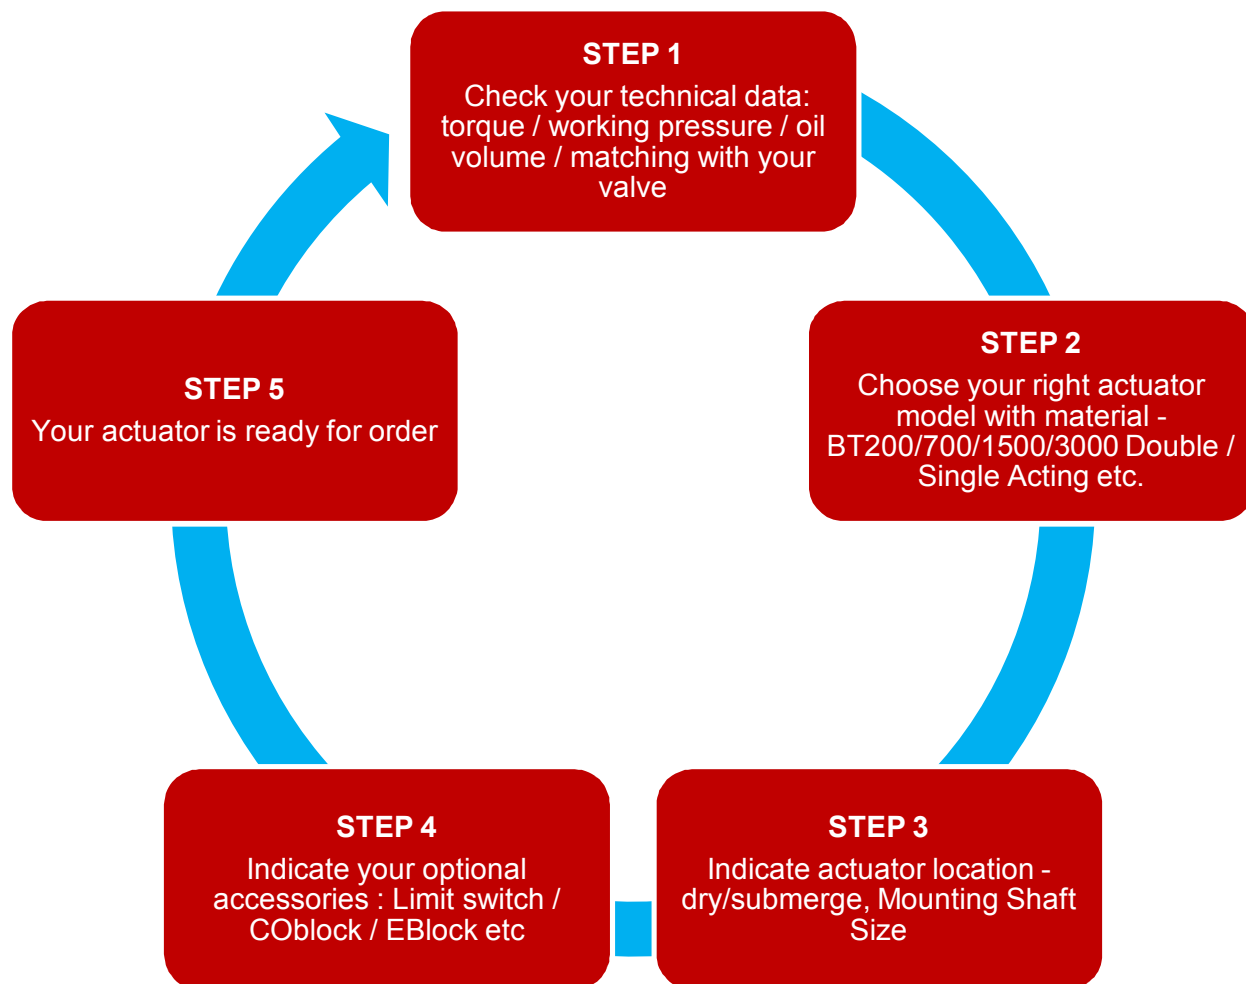 STEP 1
Check your technical data:
torque / working pressure / oil
volume / matching with your
valve
STEP 2
Choose your right actuator
model with material -
BT200/700/1500/3000 Double /
Single Acting etc.
STEP 3
Indicate actuator location -
dry/submerge, Mounting Shaft
Size
STEP 4
Indicate your optional
accessories : Limit switch /
COblock / EBlock etc
STEP 5
Your actuator is ready for order